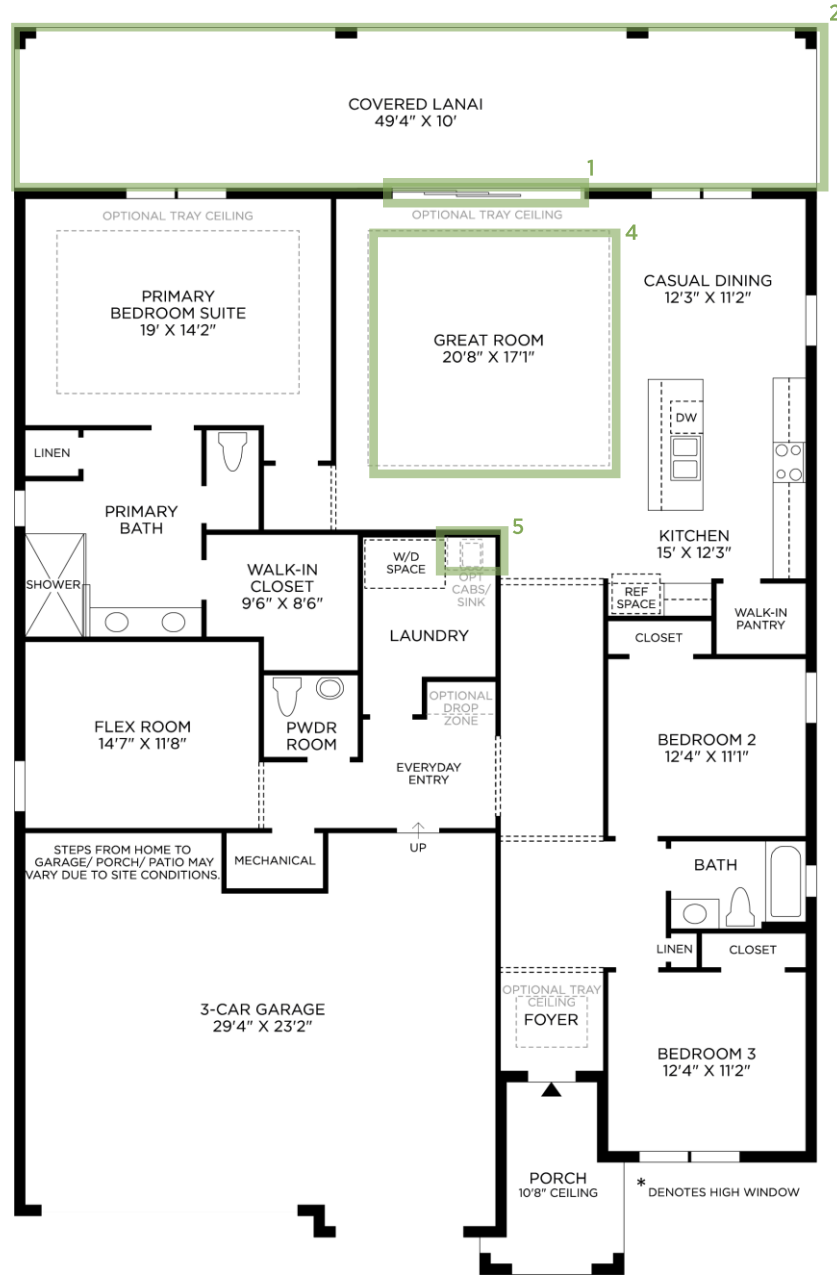 2
COVERED LANAI
49'4" X 10'
1
OPTIONAL TRAY CEILING
OPTIONAL TRAY CEILING
4
PRIMARY
BEDROOM SUITE
19' X 14'2"
GREAT ROOM
20'8" X 17'1"
CASUAL DINING
12'3" X 11'2"
DW
LINEN
PRIMARY
BATH
SHOWER
WALK-IN
CLOSET
9'6" X 8'6"
5
W/D
SPACE
OPT
CABS/
SINK
LAUNDRY
KITCHEN
15' X 12'3"
REF
SPACE
WALK-IN
PANTRY
CLOSET
FLEX ROOM
14'7" X 11'8"
PWDR
ROOM
OPTIONAL
DROP
ZONE
EVERYDAY
ENTRY
BEDROOM 2
12'4" X 11'1"
STEPS FROM HOME TO
GARAGE/ PORCH/ PATIO MAY
VARY DUE TO SITE CONDITIONS.
MECHANICAL
UP
BATH
LINEN
CLOSET
3-CAR GARAGE
29'4" X 23'2"
OPTIONAL TRAY
CEILING
FOYER
BEDROOM 3
12'4" X 11'2"
PORCH
10'8" CEILING
* DENOTES HIGH WINDOW